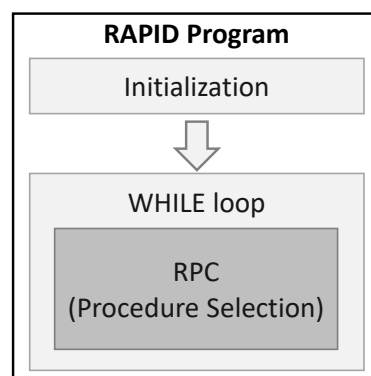 RAPID Program
Initialization
WHILE loop
RPC
(Procedure Selection)